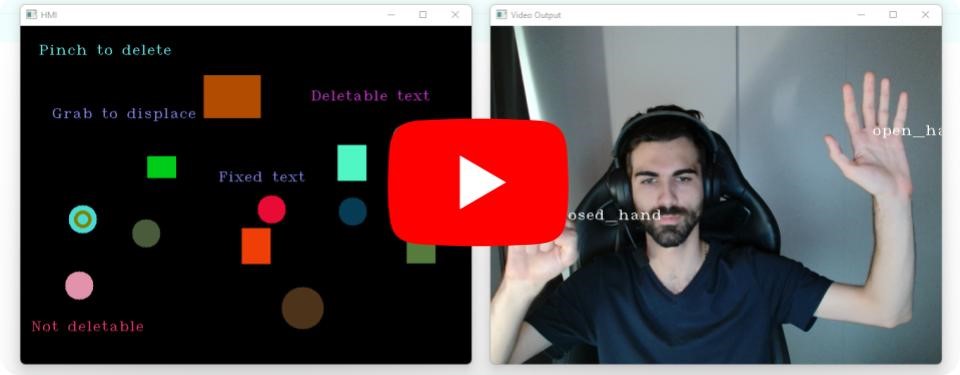 HMI
Pinch to delete
Deletable text
Grab to displace
Fixed text
Not deletable
Video Output
open_ha
osed_hand